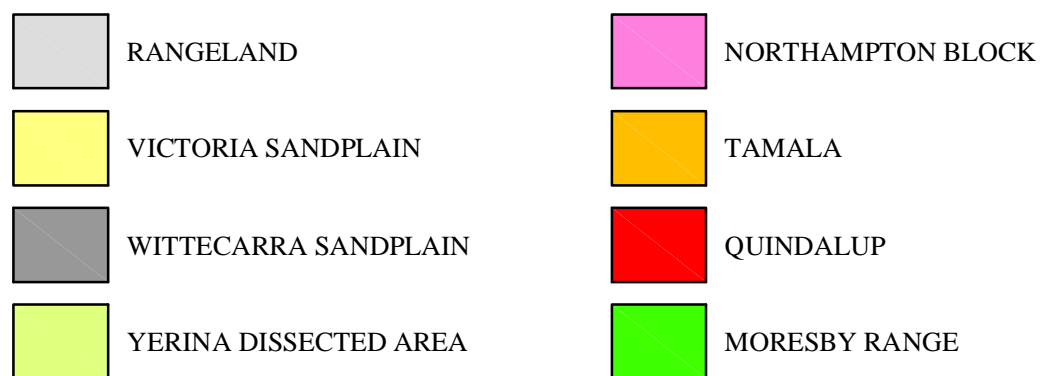 RANGELAND
VICTORIA SANDPLAIN
WITTECARRA SANDPLAIN
YERINA DISSECTED AREA
NORTHAMPTON BLOCK
TAMALA
QUINDALUP
MORESBY RANGE